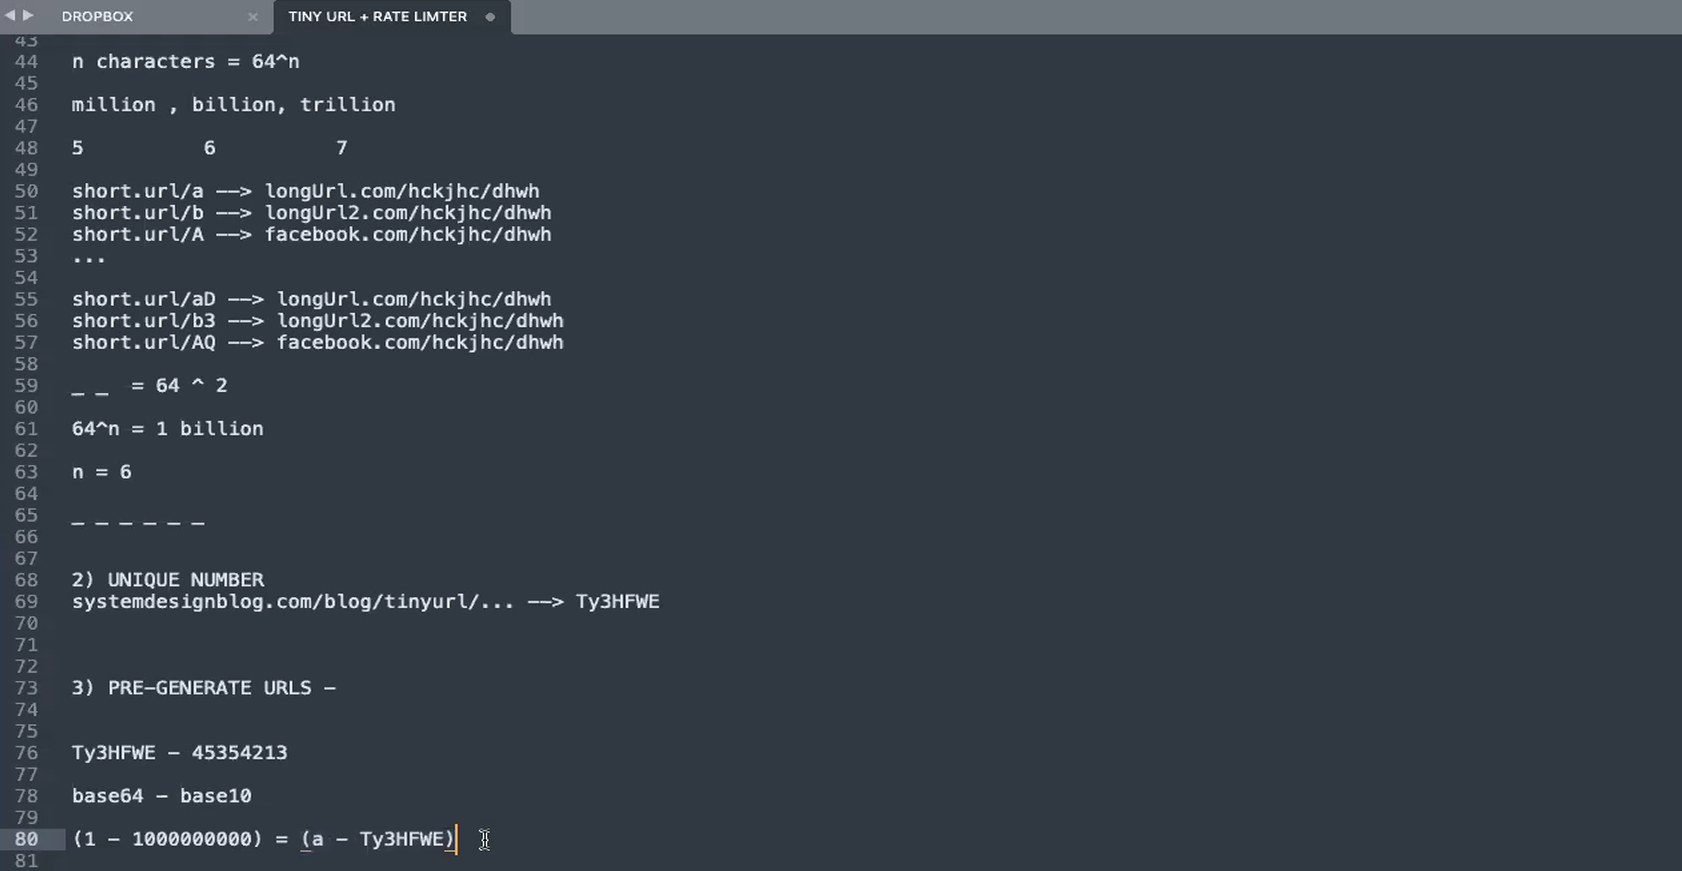 DROPBOX × TINY URL + RATE LIMTER
43
44 n characters = 64^n
45
46 million , billion, trillion
47
48 5 6 7
49
50 short.url/a --> longUrl.com/hckjhc/dhwh
51 short.url/b --> longUrl2.com/hckjhc/dhwh
52 short.url/A --> facebook.com/hckjhc/dhwh
53 ...
54
55 short.url/aD --> longUrl.com/hckjhc/dhwh
56 short.url/b3 --> longUrl2.com/hckjhc/dhwh
57 short.url/AQ --> facebook.com/hckjhc/dhwh
58
59 _ _ = 64 ^ 2
60
61 64^n = 1 billion
62
63 n = 6
64
65 _ _ _ _ _ _
66
67
68 2) UNIQUE NUMBER
69 systemdesignblog.com/blog/tinyurl/... --> Ty3HFWE
70
71
72
73 3) PRE-GENERATE URLS -
74
75
76 Ty3HFWE - 45354213
77
78 base64 - base10
79
80 (1 - 1000000000) = (a - Ty3HFWE)
81